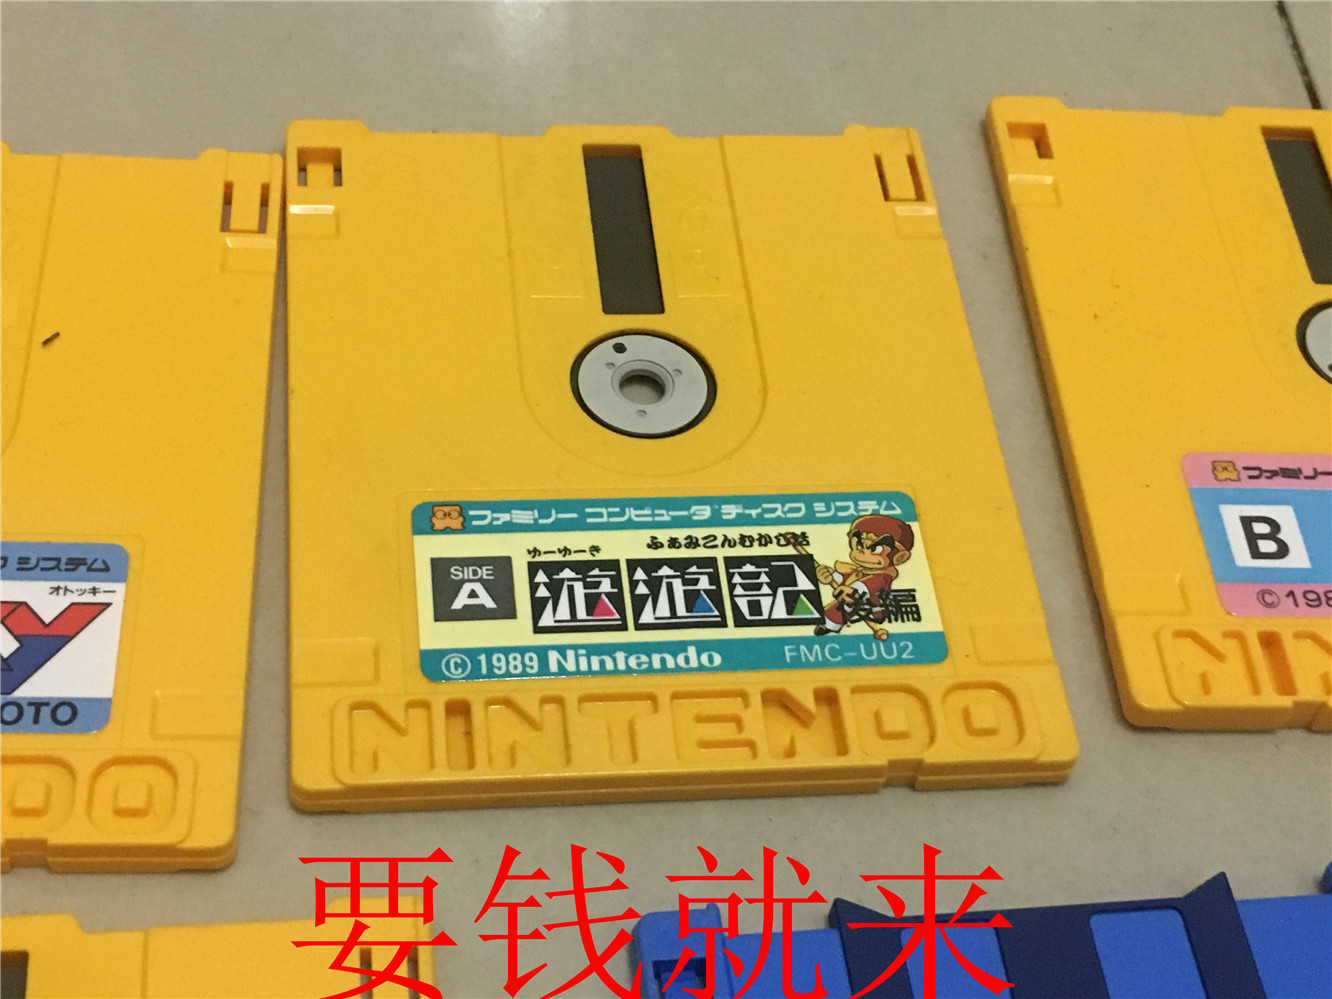 ファミリー コンピュータ ディスク システム
ゆーゆーき
ふぁみこんむかし話
SIDE
A
遊遊記
後編
© 1989 Nintendo
FMC-UU2
NINTENDO
システム
オトッキー
Y
OTO
DO
ファミリー
B
© 198
NIN
要钱就来